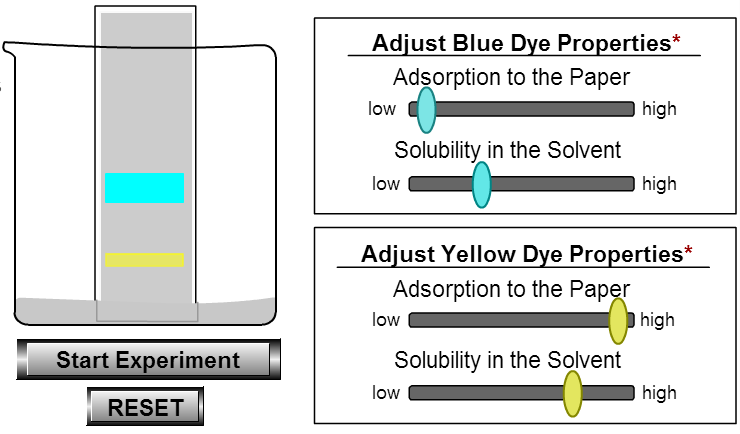 Adjust Blue Dye Properties*
Adsorption to the Paper
low high
Solubility in the Solvent
low high
Adjust Yellow Dye Properties*
Adsorption to the Paper
low high
Solubility in the Solvent
low high
Start Experiment
RESET